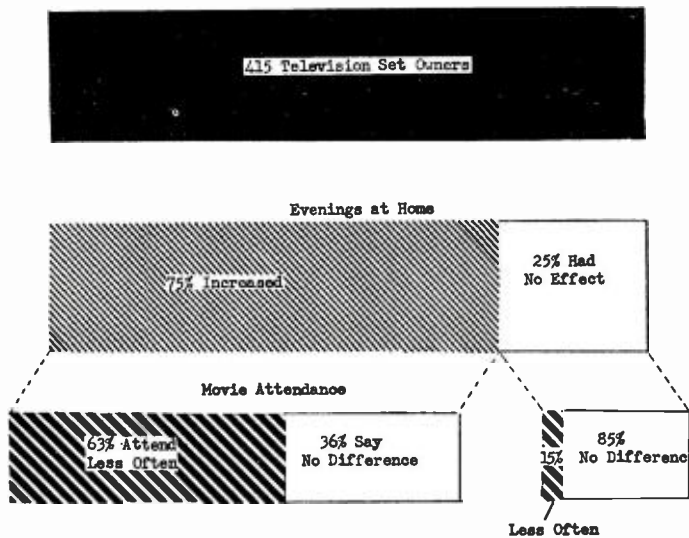 415 Television Set Owners
Evenings at Home
75% Increased
25% Had
No Effect
Movie Attendance
63% Attend
Less Often
36% Say
No Difference
15%
85%
No Differenc
Less Often